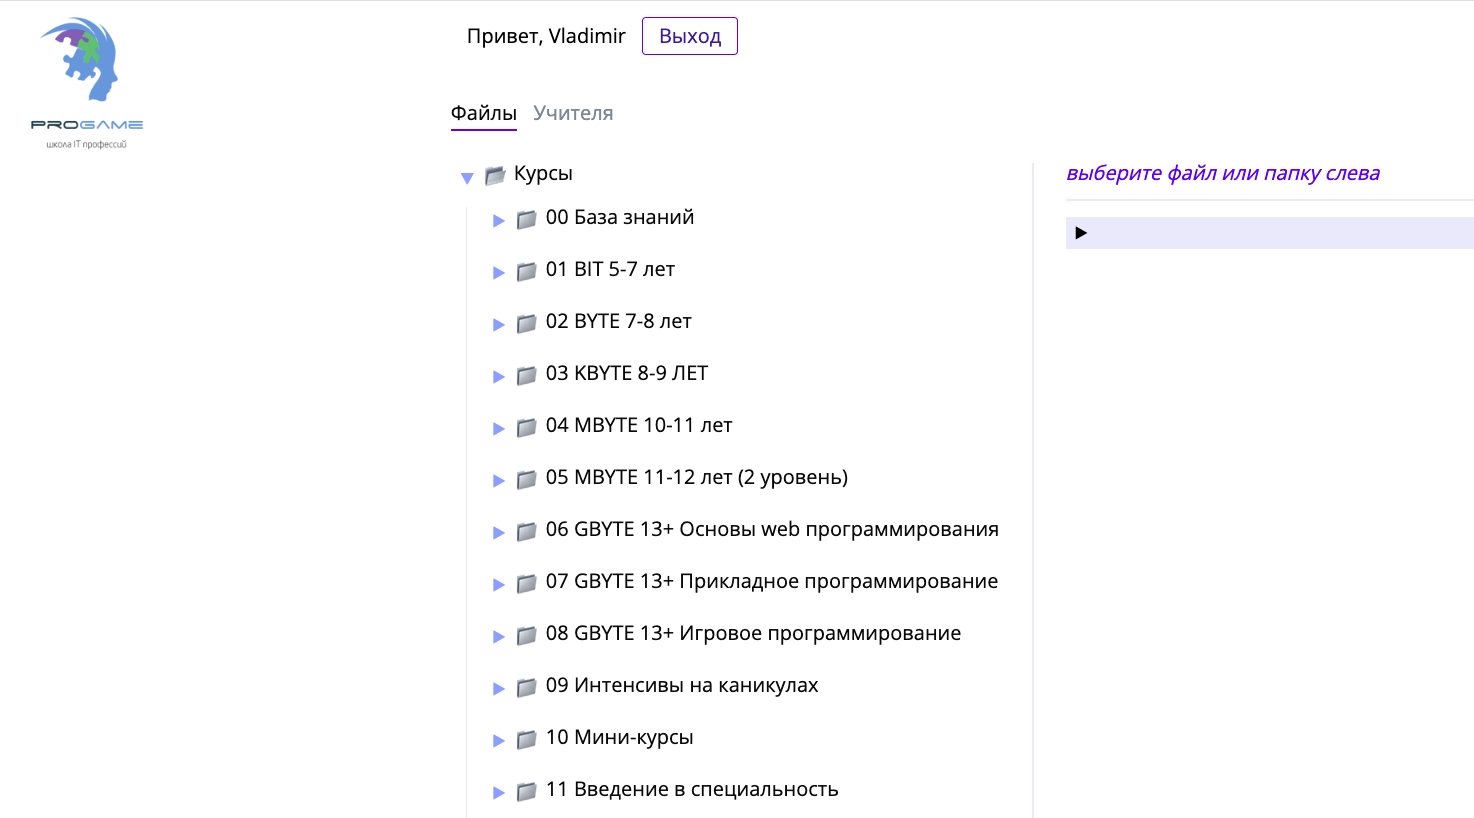 PROGAME
школа IT профессий
Привет, Vladimir
Выход
Файлы
Учителя
Курсы
00 База знаний
01 BIT 5-7 лет
02 BYTE 7-8 лет
03 KBYTE 8-9 ЛЕТ
04 MBYTE 10-11 лет
05 MBYTE 11-12 лет (2 уровень)
06 GBYTE 13+ Основы web программирования
07 GBYTE 13+ Прикладное программирование
08 GBYTE 13+ Игровое программирование
09 Интенсивы на каникулах
10 Мини-курсы
11 Введение в специальность
выберите файл или папку слева